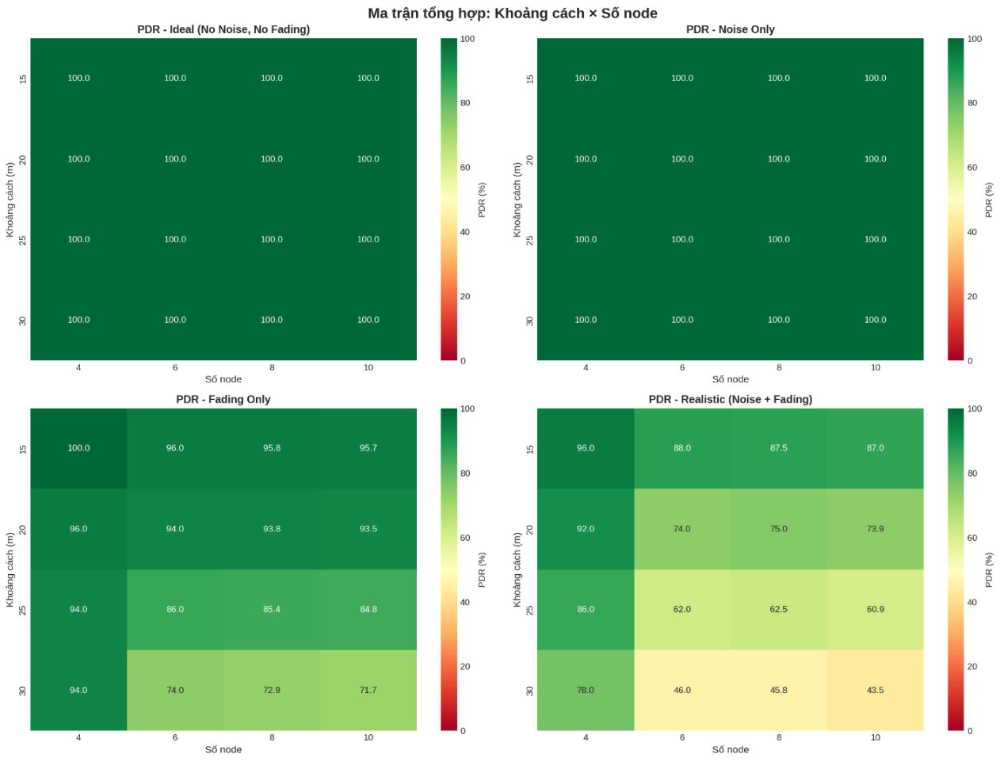 Ma trận tổng hợp: Khoảng cách × Số node
PDR - Ideal (No Noise, No Fading)
Khoảng cách (m)
15 100.0 100.0 100.0 100.0
20 100.0 100.0 100.0 100.0
25 100.0 100.0 100.0 100.0
30 100.0 100.0 100.0 100.0
4 6 8 10
Số node
100
80
60
40
20
0
PDR (%)
PDR - Noise Only
Khoảng cách (m)
15 100.0 100.0 100.0 100.0
20 100.0 100.0 100.0 100.0
25 100.0 100.0 100.0 100.0
30 100.0 100.0 100.0 100.0
4 6 8 10
Số node
100
80
60
40
20
0
PDR (%)
PDR - Fading Only
Khoảng cách (m)
15 100.0 96.0 95.8 95.7
20 96.0 94.0 93.8 93.5
25 94.0 86.0 85.4 84.8
30 94.0 74.0 72.9 71.7
4 6 8 10
Số node
100
80
60
40
20
0
PDR (%)
PDR - Realistic (Noise + Fading)
Khoảng cách (m)
15 96.0 88.0 87.5 87.0
20 92.0 74.0 75.0 73.9
25 86.0 62.0 62.5 60.9
30 78.0 46.0 45.8 43.5
4 6 8 10
Số node
100
80
60
40
20
0
PDR (%)